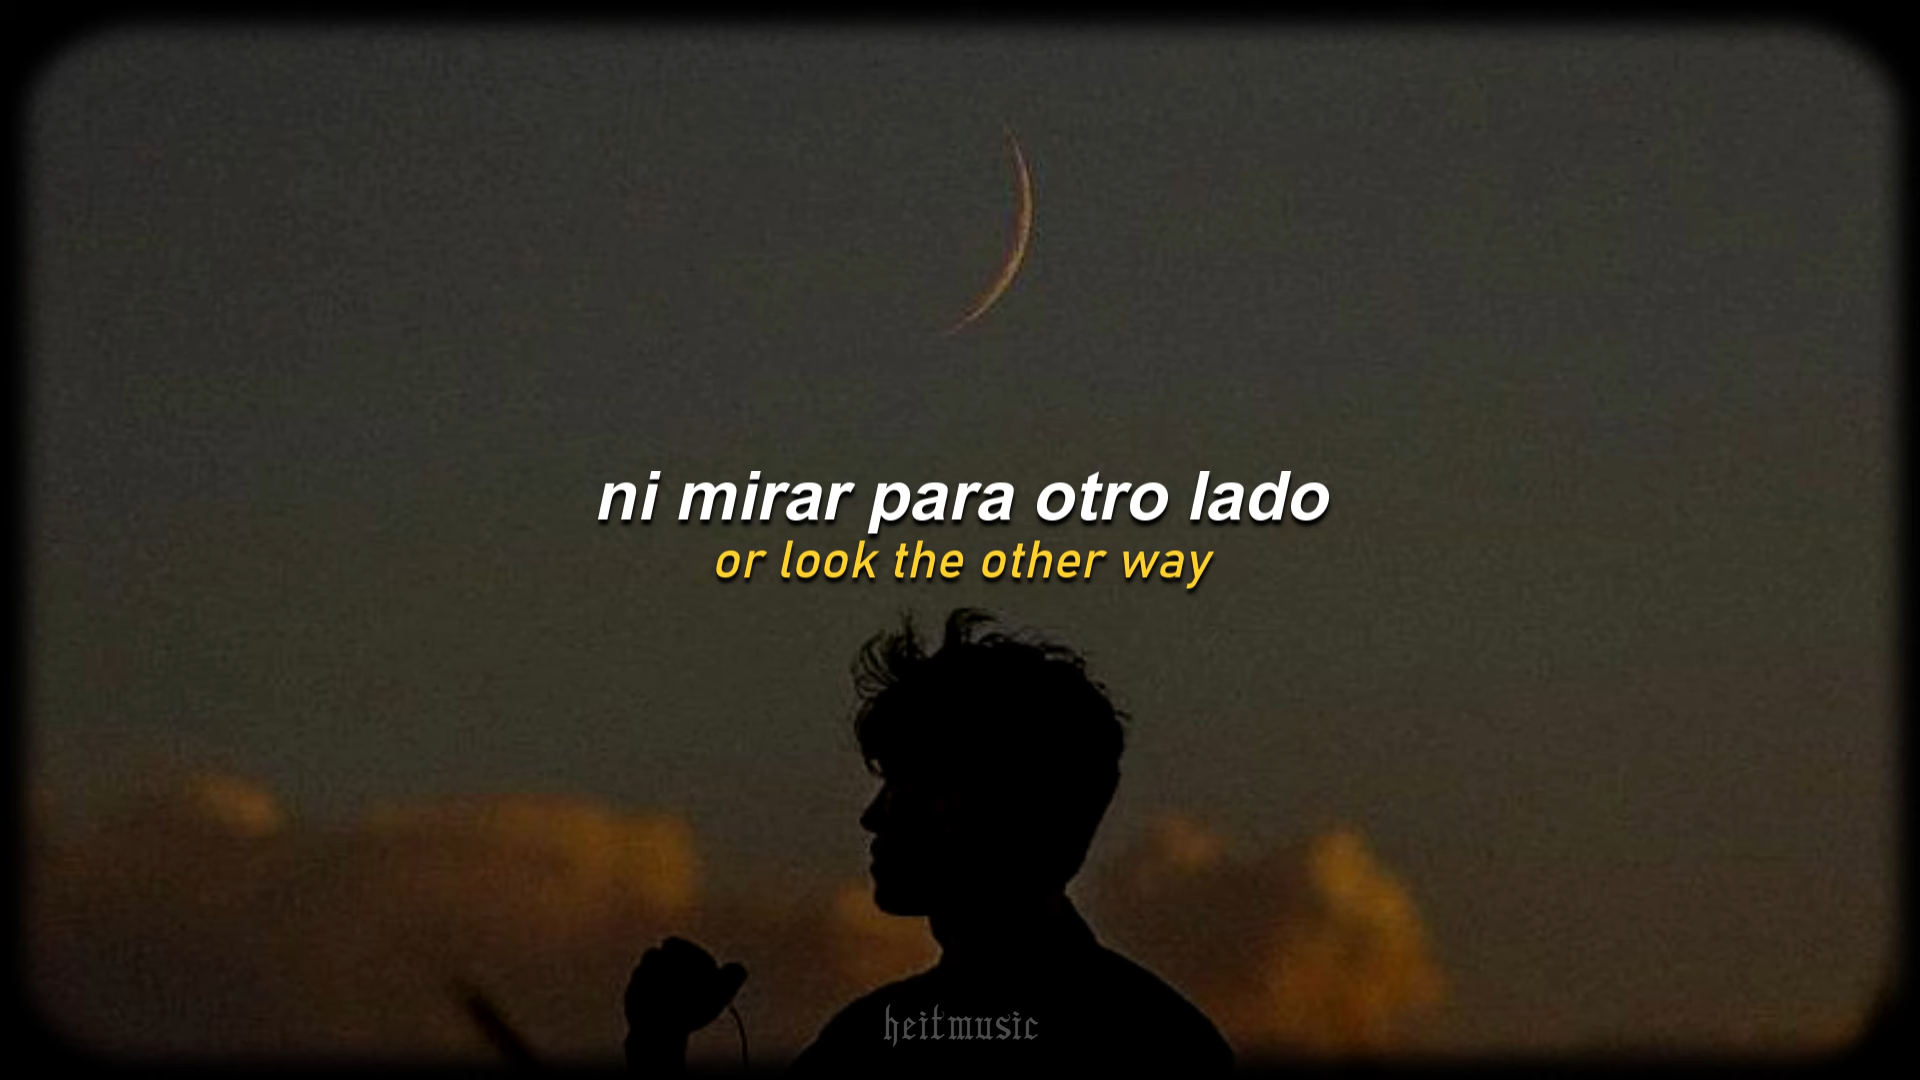 ni mirar para otro lado
or look the other way
heitmusic